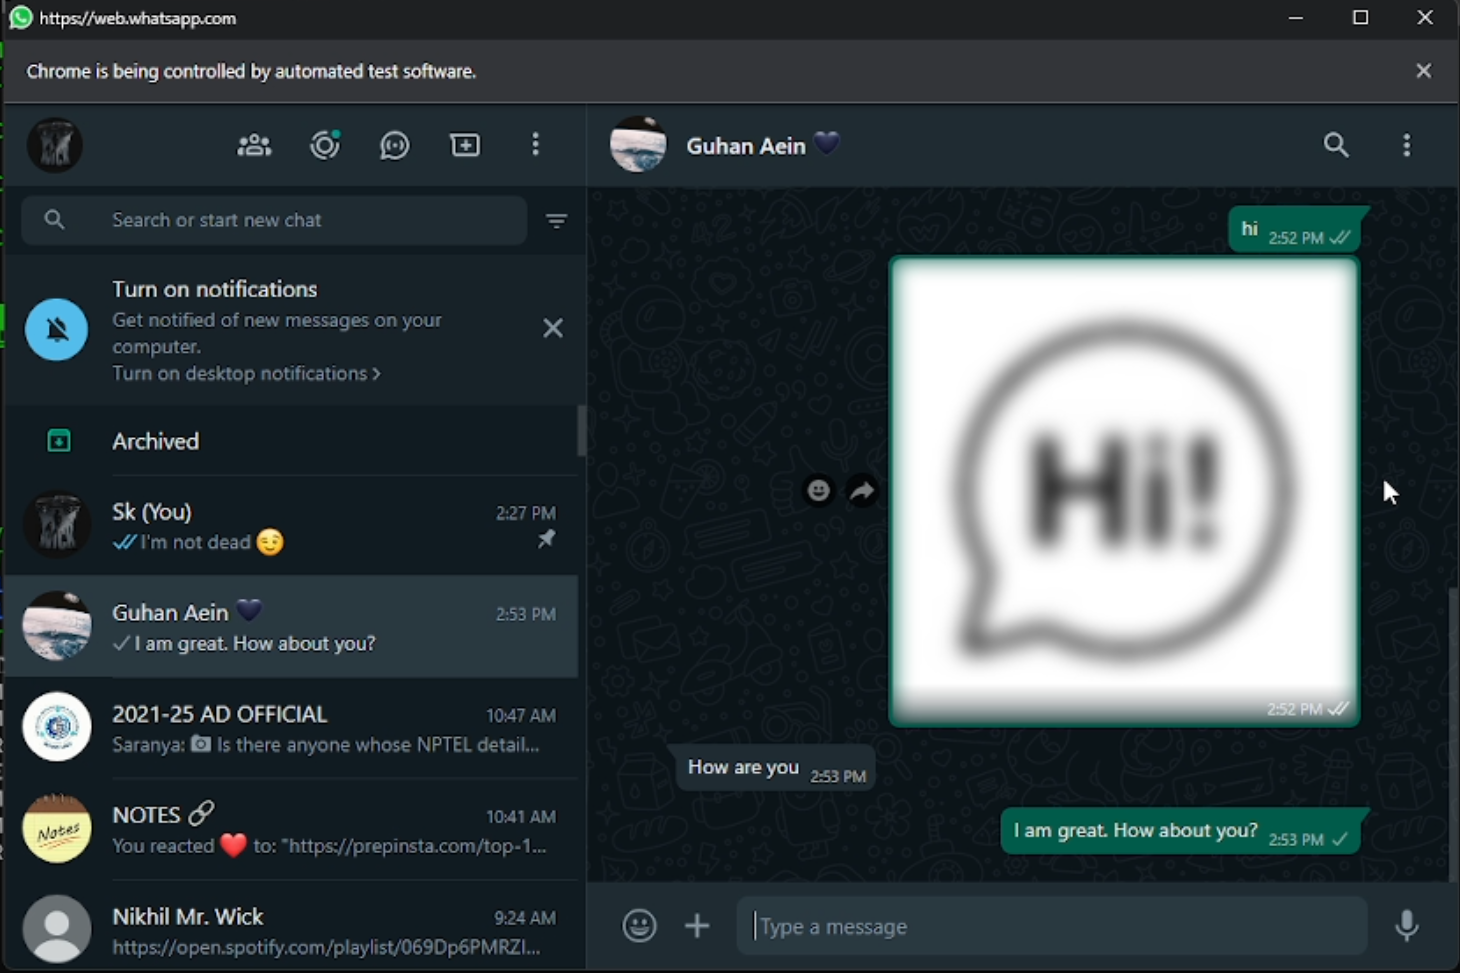 https://web.whatsapp.com
Chrome is being controlled by automated test software.
Guhan Aein
Search or start new chat
Turn on notifications
Get notified of new messages on your
computer.
Turn on desktop notifications >
Archived
Sk (You) 2:27 PM
I'm not dead
Guhan Aein 2:53 PM
I am great. How about you?
2021-25 AD OFFICIAL 10:47 AM
Saranya: Is there anyone whose NPTEL detail...
Notes
NOTES 10:41 AM
You reacted to: "https://prepinsta.com/top-1...
Nikhil Mr. Wick 9:24 AM
https://open.spotify.com/playlist/069Dp6PMRZI...
hi 2:52 PM
Hi!
2:52 PM
How are you 2:53 PM
I am great. How about you? 2:53 PM
Type a message